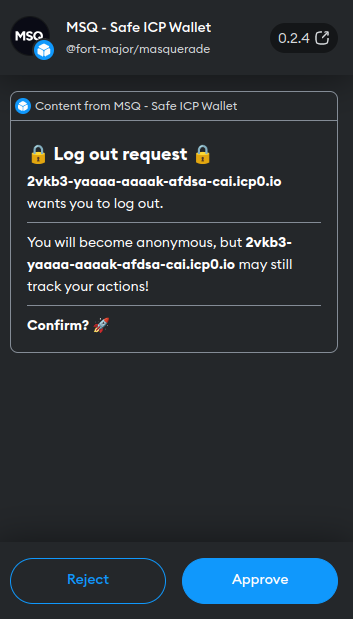 MSQ
MSQ - Safe ICP Wallet
@fort-major/masquerade
0.2.4
Content from MSQ - Safe ICP Wallet
🔒 Log out request 🔒
2vkb3-yaaaa-aaaak-afdsa-cai.icp0.io
wants you to log out.
You will become anonymous, but 2vkb3-
yaaaa-aaaak-afdsa-cai.icp0.io may still
track your actions!
Confirm? 🚀
Reject
Approve